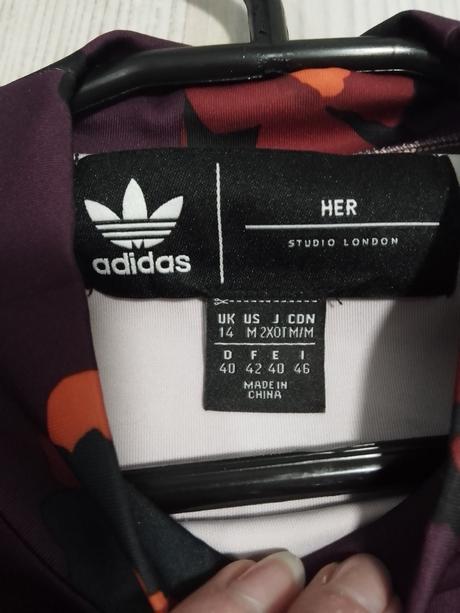 adidas
HER
STUDIO LONDON
UK US J CDN
14 M 2XOT M/M
D F E I
40 42 40 46
MADE IN
CHINA